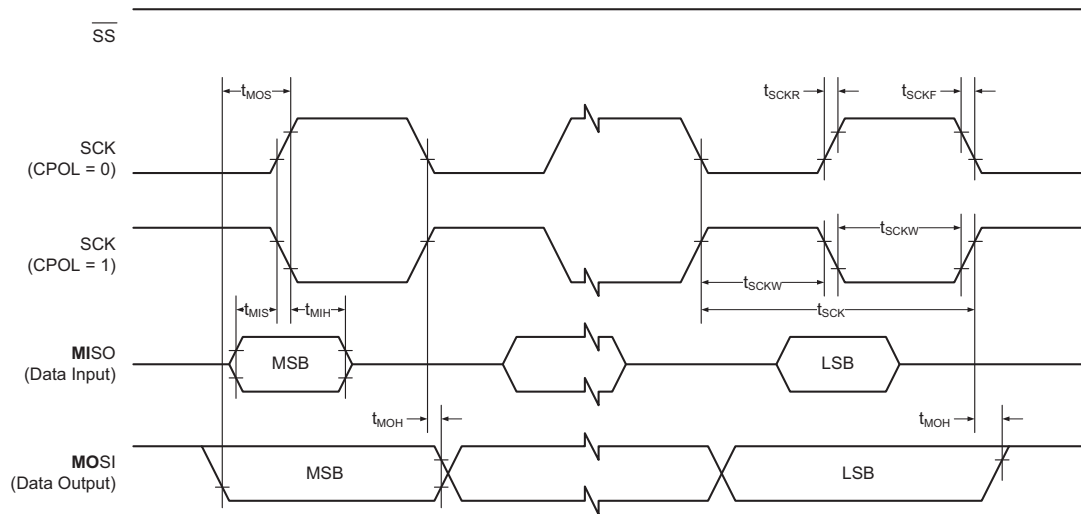 SS
tMOS
tSCKR
tSCKF
SCK
(CPOL = 0)
SCK
(CPOL = 1)
tSCKW
tSCKW
tMIS
tMIH
tSCK
MISO
(Data Input)
MSB
LSB
tMOH
tMOH
MOSI
(Data Output)
MSB
LSB